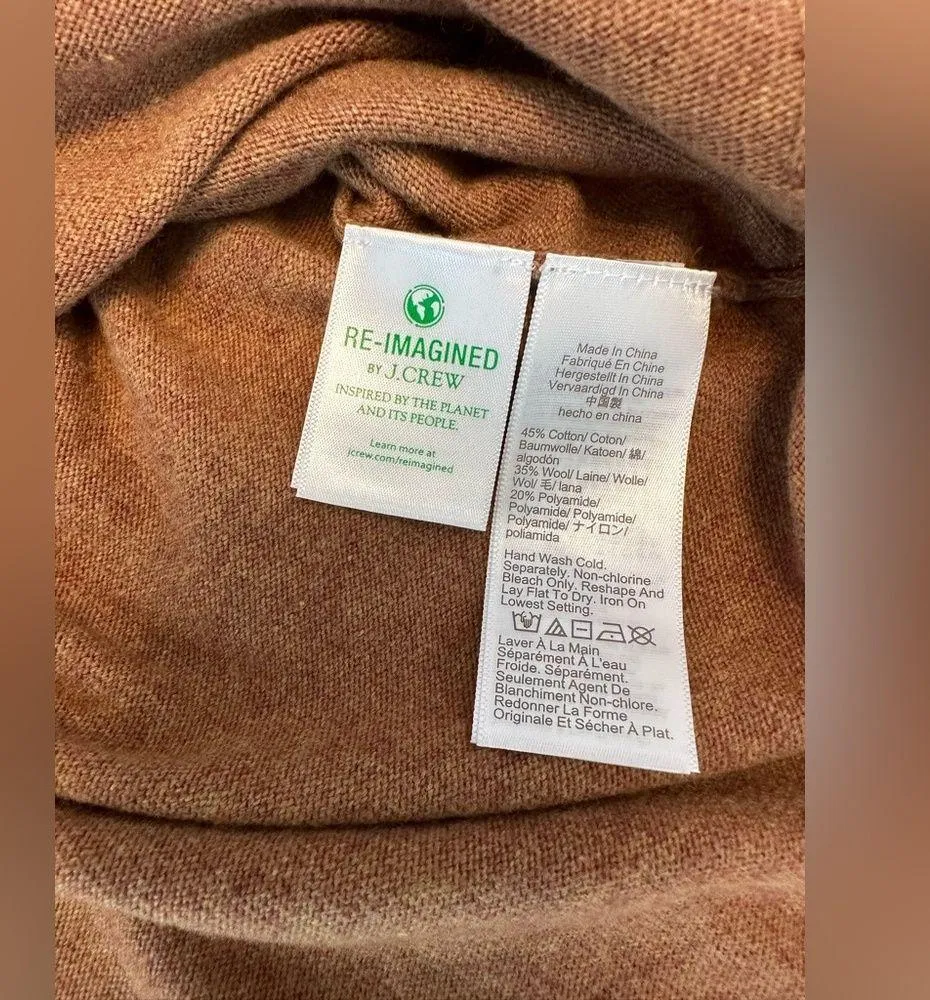 RE-IMAGINED
BY J.CREW
INSPIRED BY THE PLANET
AND ITS PEOPLE.
Learn more at
jcrew.com/reimagined
Made In China
Fabriqué En Chine
Hergestellt In China
Vervaardigd In China
中国製
hecho en china
45% Cotton/ Coton/
Baumwolle/ Katoen/ 綿/
algodón
35% Wool/ Laine/ Wolle/
Wol/ 毛/ lana
20% Polyamide/
Polyamide/ Polyamide/
Polyamide/ ナイロン/
poliamida
Hand Wash Cold.
Separately. Non-chlorine
Bleach Only. Reshape And
Lay Flat To Dry. Iron On
Lowest Setting.
Laver À La Main
Séparément À L'eau
Froide. Séparément.
Seulement Agent De
Blanchiment Non-chlore.
Redonner La Forme
Originale Et Sécher À Plat.